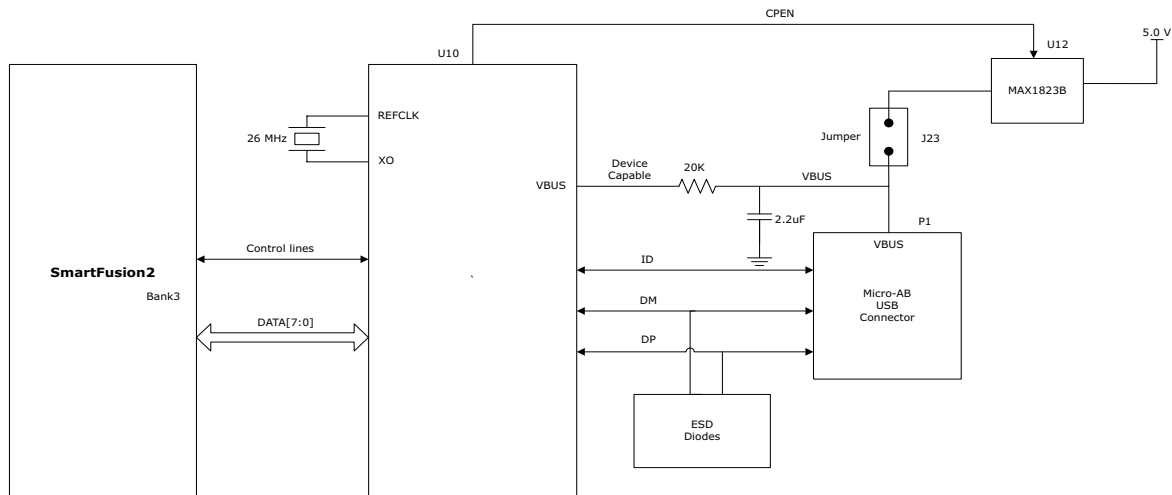 CPEN
5.0 V
U10
U12
MAX1823B
REFCLK
26 MHz
XO
Jumper
J23
Device
Capable
20K
VBUS
VBUS
2.2uF
P1
VBUS
Control lines
ID
SmartFusion2
Bank3
Micro-AB
USB
Connector
DM
DATA[7:0]
DP
ESD
Diodes